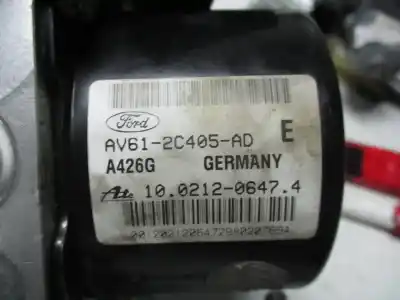 Ford
AV61-2C405-AD E
A426G GERMANY
Ate 10.0212-0647.4